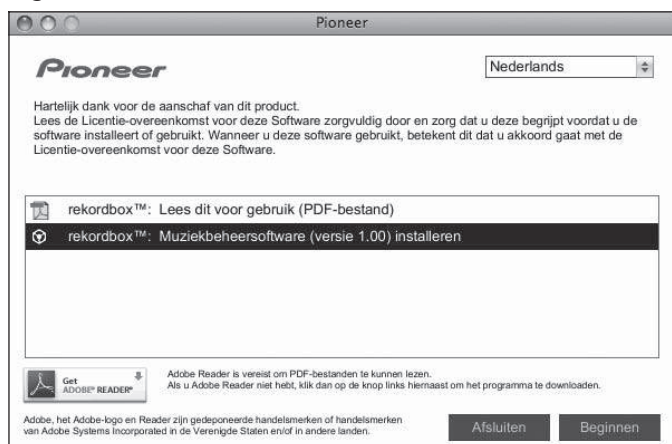 Pioneer
Pioneer
Nederlands
Hartelijk dank voor de aanschaf van dit product.
Lees de Licentie-overeenkomst voor deze Software zorgvuldig door en zorg dat u deze begrijpt voordat u de
software installeert of gebruikt. Wanneer u deze software gebruikt, betekent dit dat u akkoord gaat met de
Licentie-overeenkomst voor deze Software.
rekordbox™: Lees dit voor gebruik (PDF-bestand)
rekordbox™: Muziekbeheersoftware (versie 1.00) installeren
Get
ADOBE® READER®
Adobe Reader is vereist om PDF-bestanden te kunnen lezen.
Als u Adobe Reader niet hebt, klik dan op de knop links hiernaast om het programma te downloaden.
Adobe, het Adobe-logo en Reader zijn gedeponeerde handelsmerken of handelsmerken
van Adobe Systems Incorporated in de Verenigde Staten en/of in andere landen.
Afsluiten
Beginnen